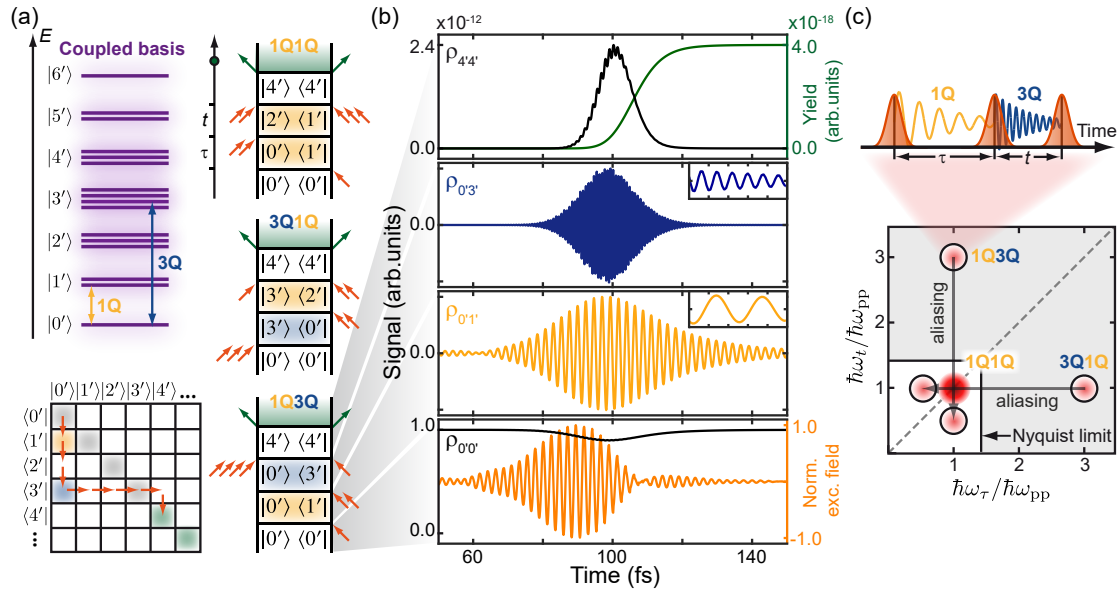 (a)
E
Coupled basis
|6′⟩
|5′⟩
|4′⟩
|3′⟩
|2′⟩
|1′⟩
|0′⟩
1Q
3Q
|0′⟩|1′⟩|2′⟩|3′⟩|4′⟩ ...
⟨0′|
⟨1′|
⟨2′|
⟨3′|
⟨4′|
...
t
τ
1Q1Q
|4′⟩ ⟨4′|
|2′⟩ ⟨1′|
|0′⟩ ⟨1′|
|0′⟩ ⟨0′|
3Q1Q
|4′⟩ ⟨4′|
|3′⟩ ⟨2′|
|3′⟩ ⟨0′|
|0′⟩ ⟨0′|
1Q3Q
|4′⟩ ⟨4′|
|0′⟩ ⟨3′|
|0′⟩ ⟨1′|
|0′⟩ ⟨0′|
(b)
x10⁻¹²
x10⁻¹⁸
2.4
0.0
ρ4'4'
4.0
0.0
Yield
(arb.units)
ρ0'3'
0.0
ρ0'1'
0.0
Signal (arb.units)
ρ0'0'
1.0
0.0
1.0
0.0
-1.0
Norm.
exc. field
60
100
140
Time (fs)
(c)
1Q
3Q
Time
τ
t
1Q3Q
aliasing
1Q1Q
3Q1Q
aliasing
Nyquist limit
3
2
1
ℏωt/ℏωpp
1
2
3
ℏωτ/ℏωpp